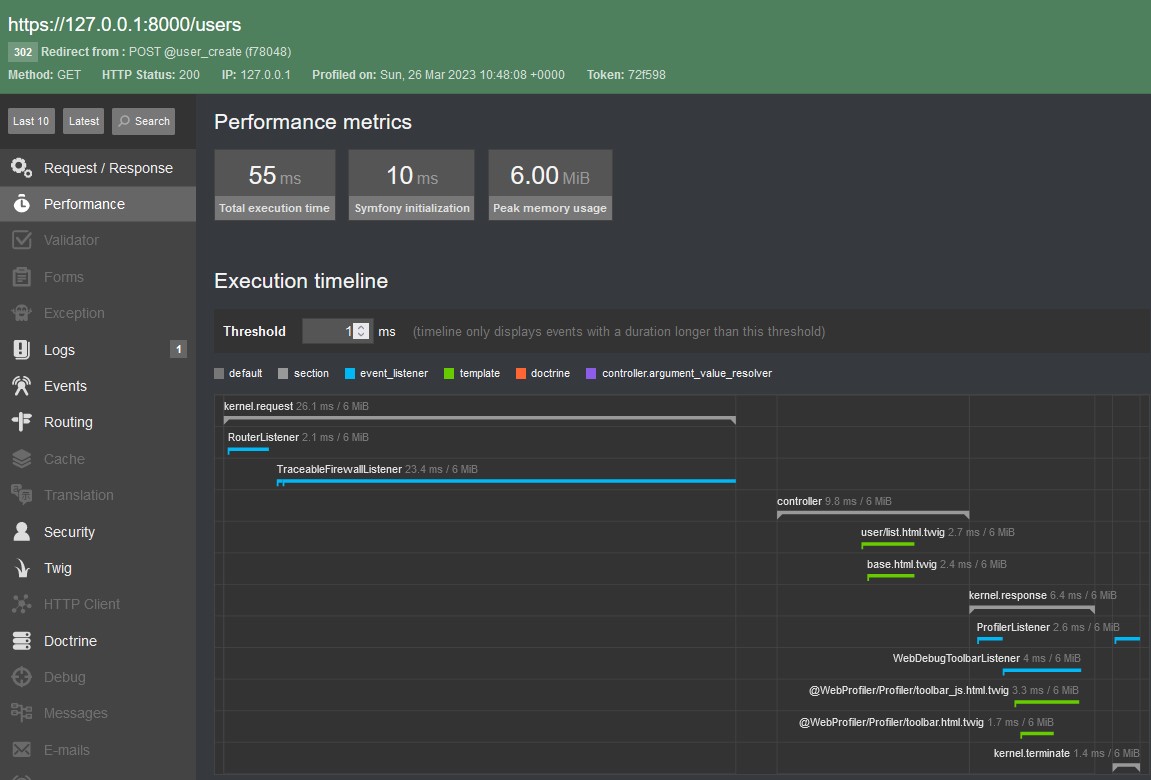 https://127.0.0.1:8000/users
302 Redirect from : POST @user_create (f78048)
Method: GET HTTP Status: 200 IP: 127.0.0.1 Profiled on: Sun, 26 Mar 2023 10:48:08 +0000 Token: 72f598
Last 10 Latest Search
Request / Response
Performance
Validator
Forms
Exception
Logs 1
Events
Routing
Cache
Translation
Security
Twig
HTTP Client
Doctrine
Debug
Messages
E-mails
Performance metrics
55 ms 10 ms 6.00 MiB
Total execution time Symfony initialization Peak memory usage
Execution timeline
Threshold 1 ms (timeline only displays events with a duration longer than this threshold)
default section event_listener template doctrine controller.argument_value_resolver
kernel.request 26.1 ms / 6 MiB
RouterListener 2.1 ms / 6 MiB
TraceableFirewallListener 23.4 ms / 6 MiB
controller 9.8 ms / 6 MiB
user/list.html.twig 2.7 ms / 6 MiB
base.html.twig 2.4 ms / 6 MiB
kernel.response 6.4 ms / 6 MiB
ProfilerListener 2.6 ms / 6 MiB
WebDebugToolbarListener 4 ms / 6 MiB
@WebProfiler/Profiler/toolbar_js.html.twig 3.3 ms / 6 MiB
@WebProfiler/Profiler/toolbar.html.twig 1.7 ms / 6 MiB
kernel.terminate 1.4 ms / 6 MiB